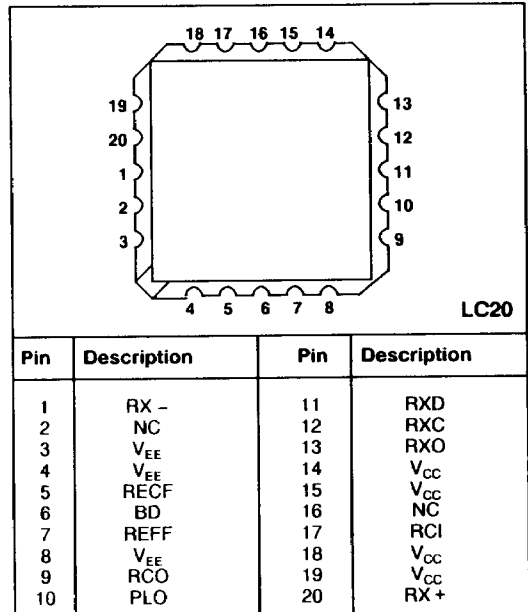 18 17 16 15 14
19 13
20 12
1 11
2 10
3 9
4 5 6 7 8
LC20
Pin Description Pin Description
1 RX – 11 RXD
2 NC 12 RXC
3 VEE 13 RXO
4 VEE 14 VCC
5 RECF 15 VCC
6 BD 16 NC
7 REFF 17 RCI
8 VEE 18 VCC
9 RCO 19 VCC
10 PLO 20 RX +